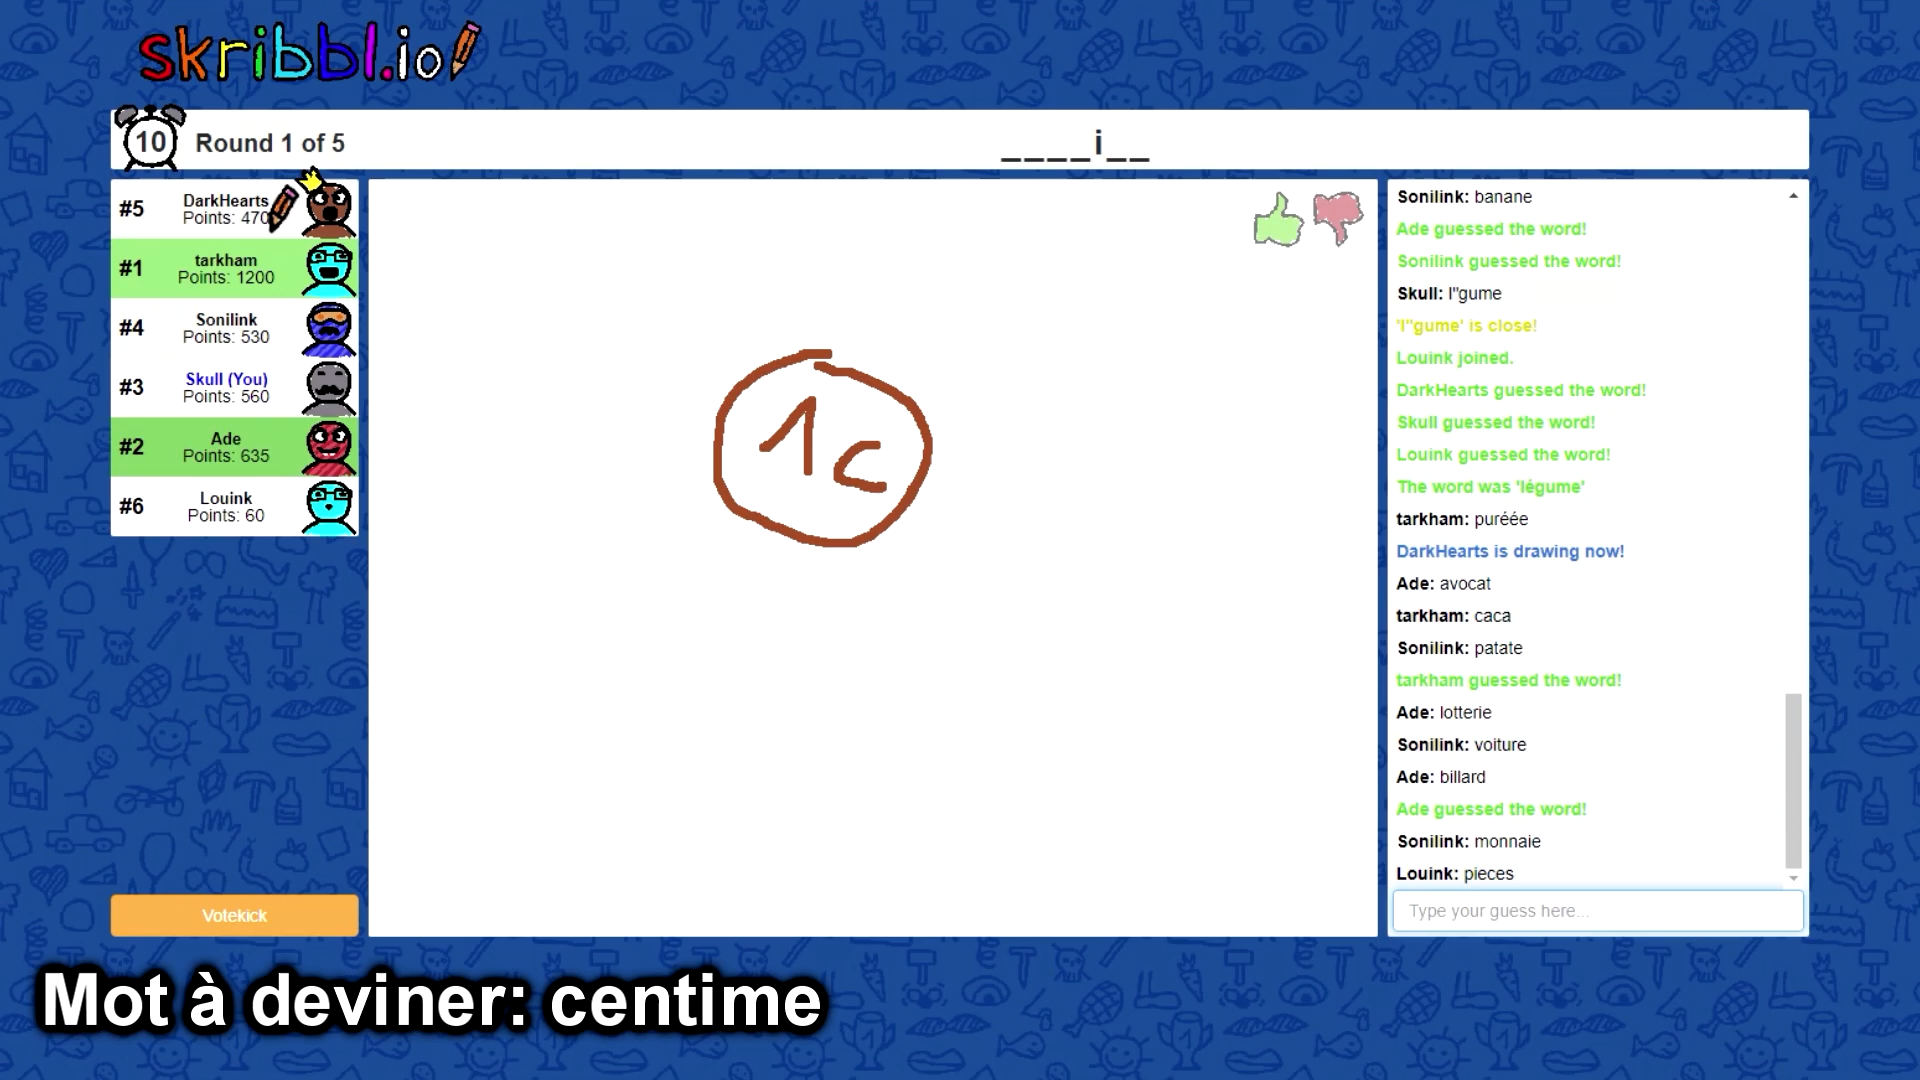 skribbl.io
10
Round 1 of 5
____i__
#5
DarkHearts
Points: 470
#1
tarkham
Points: 1200
#4
Sonilink
Points: 530
#3
Skull (You)
Points: 560
#2
Ade
Points: 635
#6
Louink
Points: 60
Votekick
1c
Sonilink: banane
Ade guessed the word!
Sonilink guessed the word!
Skull: l"gume
'l"gume' is close!
Louink joined.
DarkHearts guessed the word!
Skull guessed the word!
Louink guessed the word!
The word was 'légume'
tarkham: puréée
DarkHearts is drawing now!
Ade: avocat
tarkham: caca
Sonilink: patate
tarkham guessed the word!
Ade: lotterie
Sonilink: voiture
Ade: billard
Ade guessed the word!
Sonilink: monnaie
Louink: pieces
Type your guess here...
Mot à deviner: centime